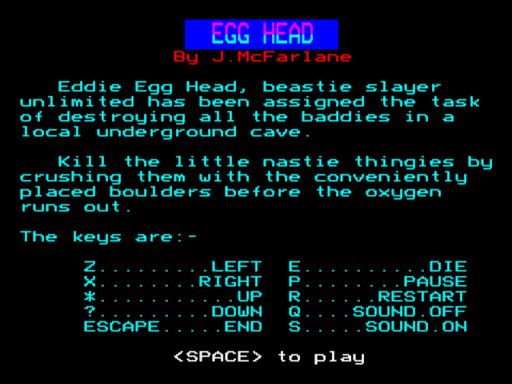 EGG HEAD
By J.McFarlane
Eddie Egg Head, beastie slayer
unlimited has been assigned the task
of destroying all the baddies in a
local underground cave.
Kill the little nastie thingies by
crushing them with the conveniently
placed boulders before the oxygen
runs out.
The keys are:-
Z.........LEFT E..........DIE
X........RIGHT P........PAUSE
*...........UP R......RESTART
?.........DOWN Q....SOUND.OFF
ESCAPE.....END S.....SOUND.ON
<SPACE> to play